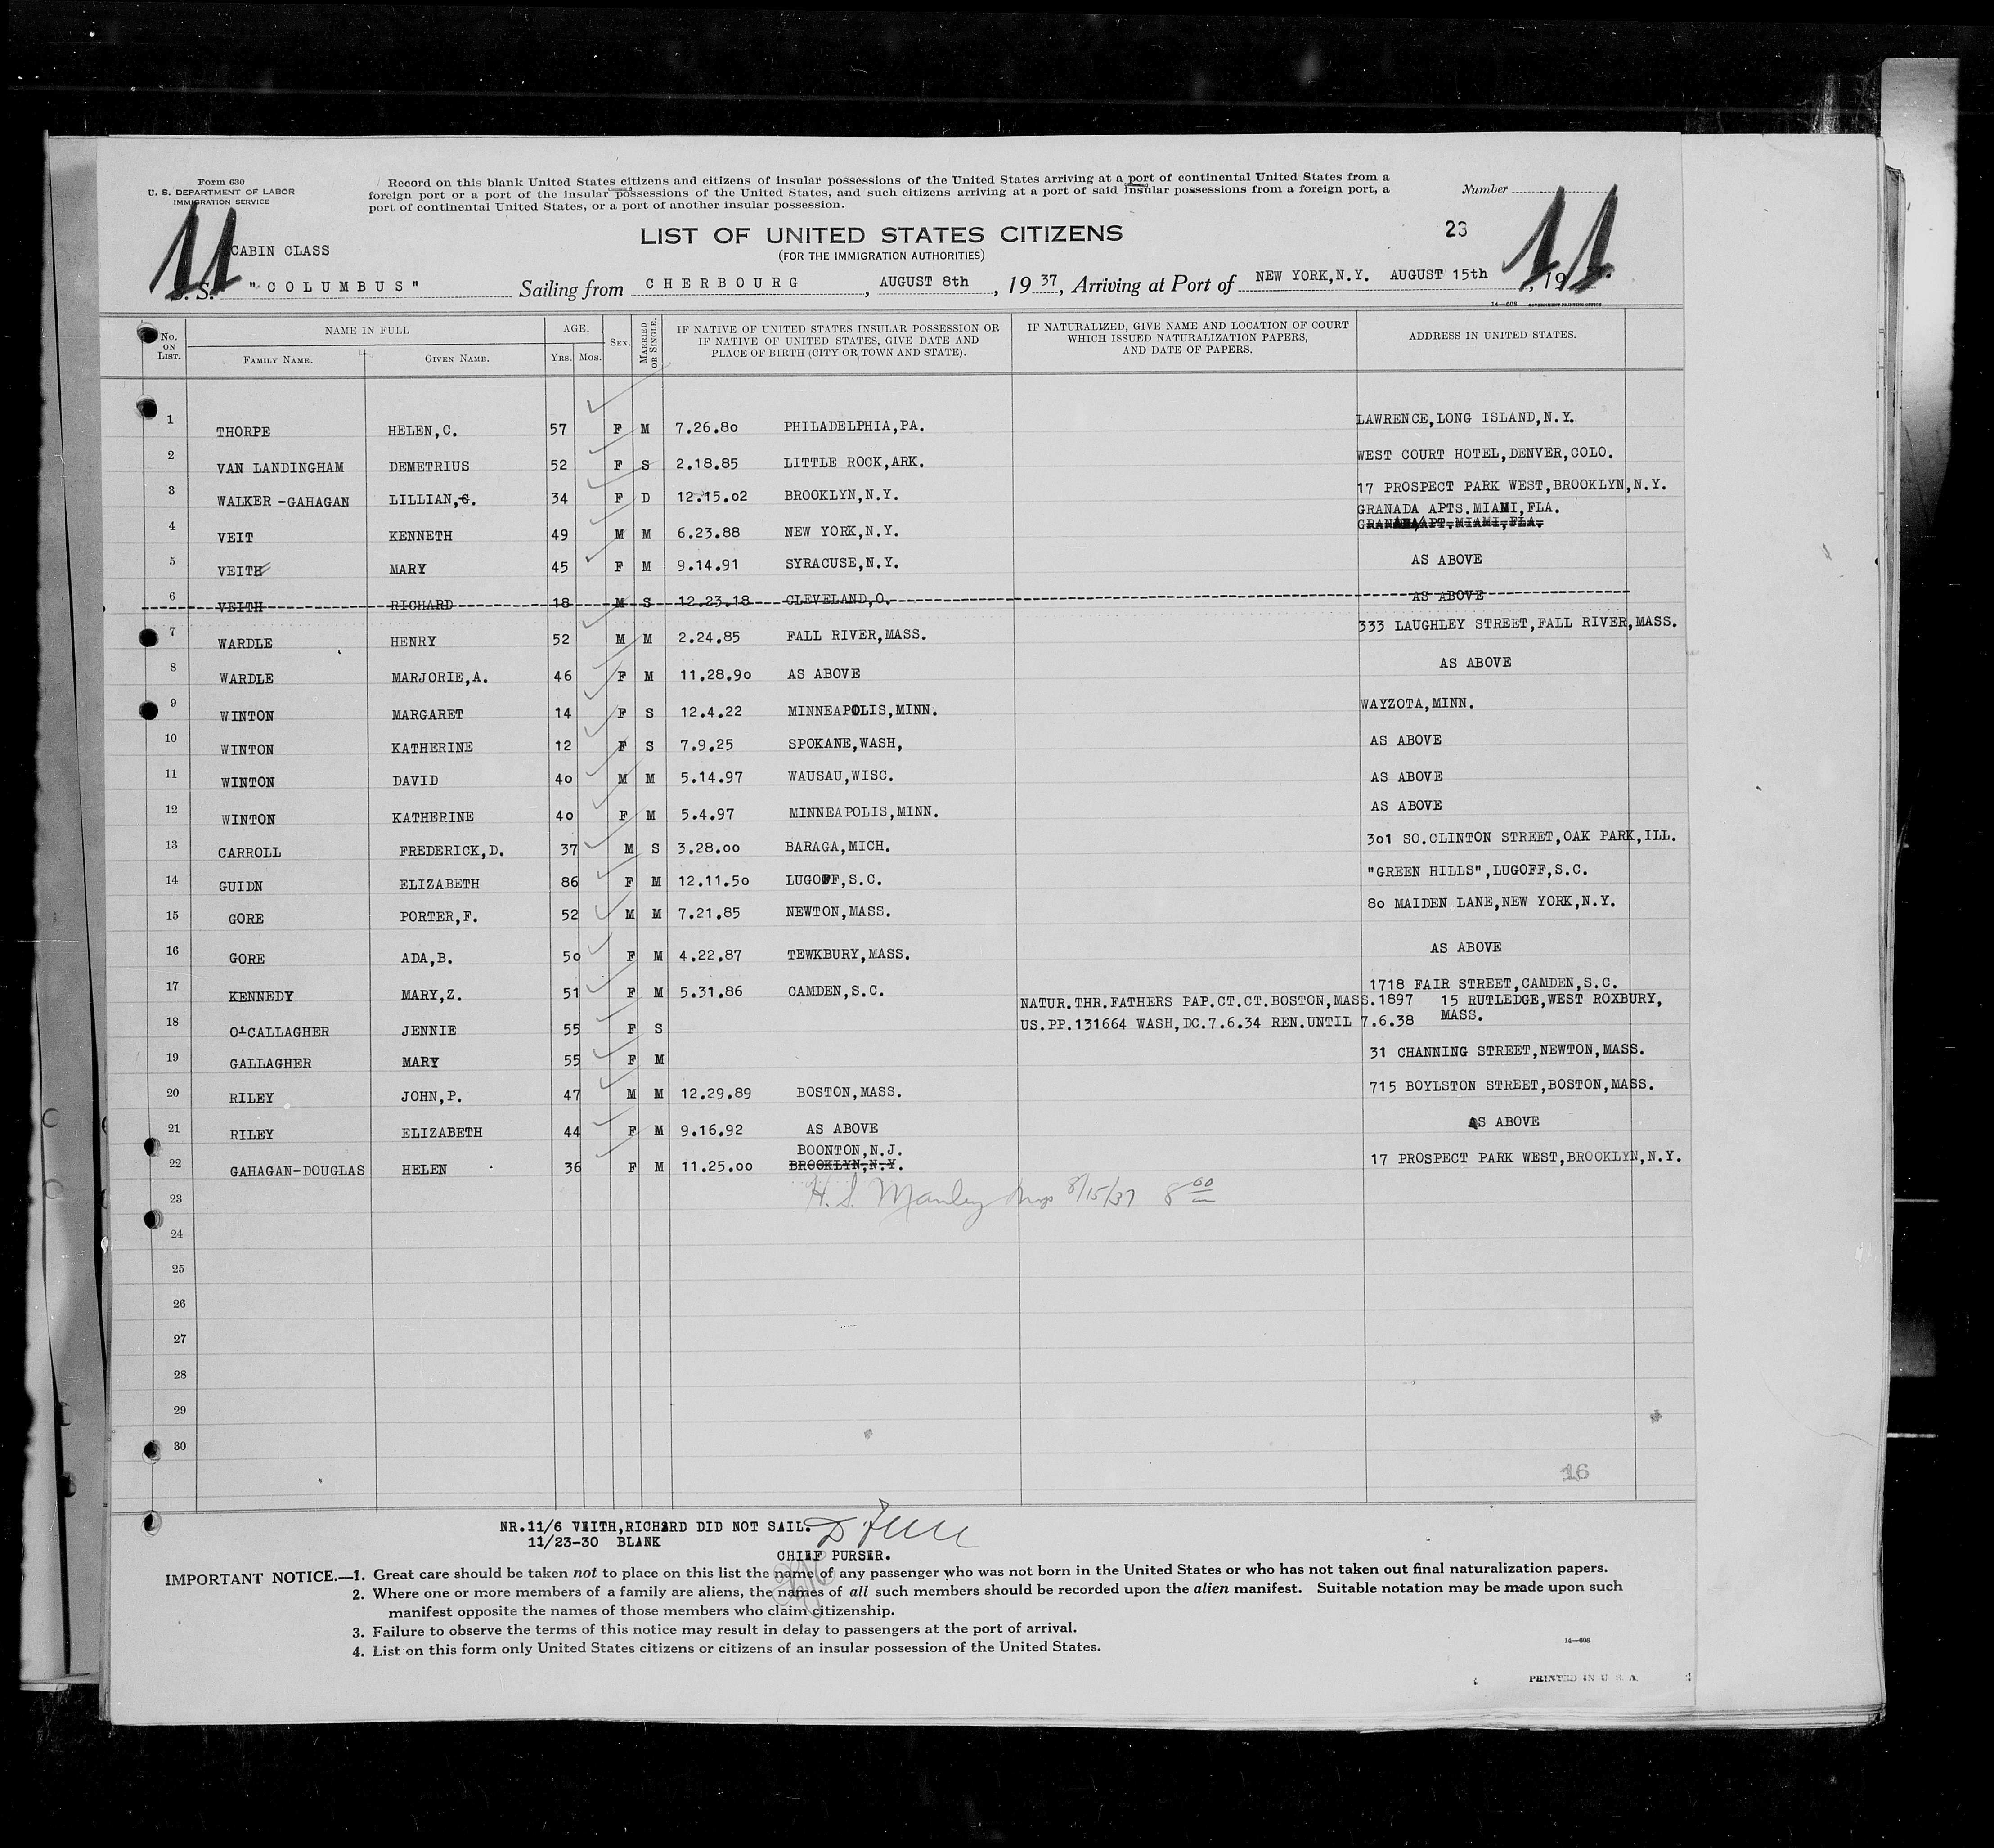 Form 630
U. S. DEPARTMENT OF LABOR
IMMIGRATION SERVICE
Record on this blank United States citizens and citizens of insular possessions of the United States arriving at a port of continental United States from a
foreign port or a port of the insular possessions of the United States, and such citizens arriving at a port of said insular possessions from a foreign port, a
port of continental United States, or a port of another insular possession.
Number
11 CABIN CLASS
LIST OF UNITED STATES CITIZENS
(FOR THE IMMIGRATION AUTHORITIES)
23 11.
S. S. "COLUMBUS" Sailing from CHERBOURG, AUGUST 8th, 1937, Arriving at Port of NEW YORK,N.Y. AUGUST 15th, 19
14—608 GOVERNMENT PRINTING OFFICE
No. ON LIST. NAME IN FULL FAMILY NAME. GIVEN NAME. AGE. Yrs. Mos. SEX. MARRIED OR SINGLE. IF NATIVE OF UNITED STATES INSULAR POSSESSION OR IF NATIVE OF UNITED STATES, GIVE DATE AND PLACE OF BIRTH (CITY OR TOWN AND STATE). IF NATURALIZED, GIVE NAME AND LOCATION OF COURT WHICH ISSUED NATURALIZATION PAPERS, AND DATE OF PAPERS. ADDRESS IN UNITED STATES.
1 THORPE HELEN,C. 57 F M 7.26.80 PHILADELPHIA,PA. LAWRENCE,LONG ISLAND,N.Y.
2 VAN LANDINGHAM DEMETRIUS 52 F S 2.18.85 LITTLE ROCK,ARK. WEST COURT HOTEL,DENVER,COLO.
3 WALKER-GAHAGAN LILLIAN, 34 F D 12.15.02 BROOKLYN,N.Y. 17 PROSPECT PARK WEST,BROOKLYN,N.Y.
GRANADA APTS.MIAMI,FLA.
4 VEIT KENNETH 49 M M 6.23.88 NEW YORK,N.Y. GRANADA APT.MIAMI,FLA.
5 VEITH MARY 45 F M 9.14.91 SYRACUSE,N.Y. AS ABOVE
6 VEITH RICHARD 18 M S 12.23.18 CLEVELAND,O. AS ABOVE
7 WARDLE HENRY 52 M M 2.24.85 FALL RIVER,MASS. 333 LAUGHLEY STREET,FALL RIVER,MASS.
8 WARDLE MARJORIE,A. 46 F M 11.28.90 AS ABOVE AS ABOVE
9 WINTON MARGARET 14 F S 12.4.22 MINNEAPOLIS,MINN. WAYZOTA,MINN.
10 WINTON KATHERINE 12 F S 7.9.25 SPOKANE,WASH, AS ABOVE
11 WINTON DAVID 40 M M 5.14.97 WAUSAU,WISC. AS ABOVE
12 WINTON KATHERINE 40 F M 5.4.97 MINNEAPOLIS,MINN. AS ABOVE
13 CARROLL FREDERICK,D. 37 M S 3.28.00 BARAGA,MICH. 301 SO.CLINTON STREET,OAK PARK,ILL.
14 GUIDN ELIZABETH 86 F M 12.11.50 LUGOFF,S.C. "GREEN HILLS",LUGOFF,S.C.
15 GORE PORTER,F. 52 M M 7.21.85 NEWTON,MASS. 80 MAIDEN LANE,NEW YORK,N.Y.
16 GORE ADA,B. 50 F M 4.22.87 TEWKBURY,MASS. AS ABOVE
17 KENNEDY MARY,Z. 51 F M 5.31.86 CAMDEN,S.C. 1718 FAIR STREET,CAMDEN,S.C.
NATUR.THR.FATHERS PAP.CT.CT.BOSTON,MASS.1897 15 RUTLEDGE,WEST ROXBURY,
18 O'CALLAGHER JENNIE 55 F S US.PP.131664 WASH,DC.7.6.34 REN.UNTIL 7.6.38 MASS.
19 GALLAGHER MARY 55 F M 31 CHANNING STREET,NEWTON,MASS.
20 RILEY JOHN,P. 47 M M 12.29.89 BOSTON,MASS. 715 BOYLSTON STREET,BOSTON,MASS.
21 RILEY ELIZABETH 44 F M 9.16.92 AS ABOVE AS ABOVE
BOONTON,N.J.
22 GAHAGAN-DOUGLAS HELEN 36 F M 11.25.00 BROOKLYN,N.Y. 17 PROSPECT PARK WEST,BROOKLYN,N.Y.
23 H. S. Manley 8/15/37 8 00
24
25
26
27
28
29
30
16
NR.11/6 VEITH,RICHARD DID NOT SAIL.
11/23-30 BLANK
CHIEF PURSER.
IMPORTANT NOTICE.—1. Great care should be taken not to place on this list the name of any passenger who was not born in the United States or who has not taken out final naturalization papers.
2. Where one or more members of a family are aliens, the names of all such members should be recorded upon the alien manifest. Suitable notation may be made upon such
manifest opposite the names of those members who claim citizenship.
3. Failure to observe the terms of this notice may result in delay to passengers at the port of arrival.
4. List on this form only United States citizens or citizens of an insular possession of the United States.
14—608
PRINTED IN U. S. A.